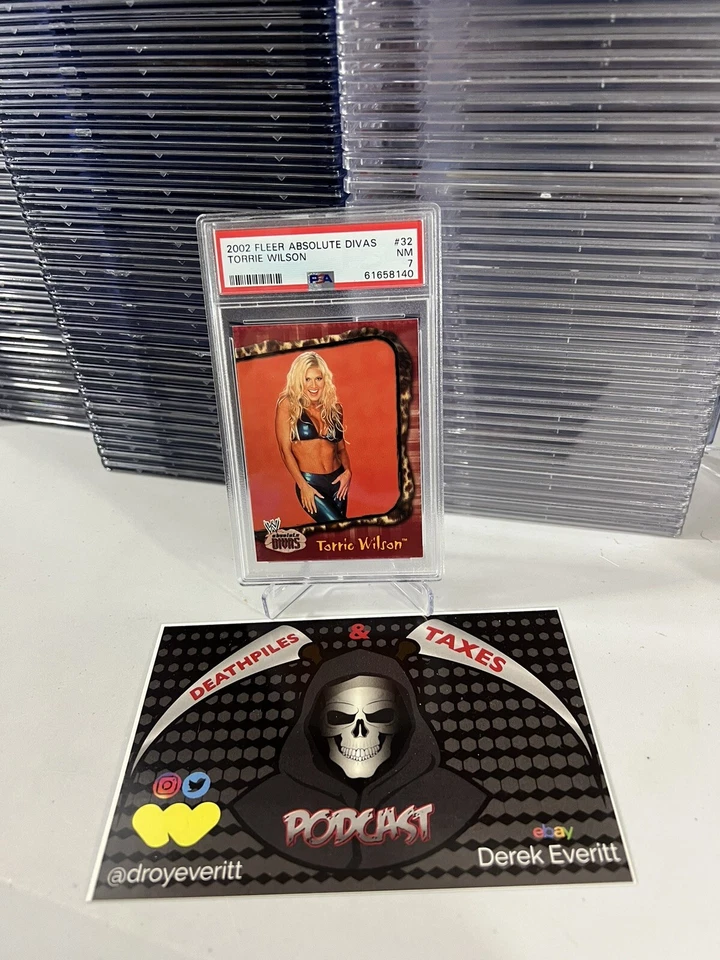 2002 FLEER ABSOLUTE DIVAS #32
TORRIE WILSON NM
7
PSA 61658140
W
absolute
DIVAS
Torrie Wilson™
DEATHPILES & TAXES
PODCAST
ebay
@droyeveritt
Derek Everitt